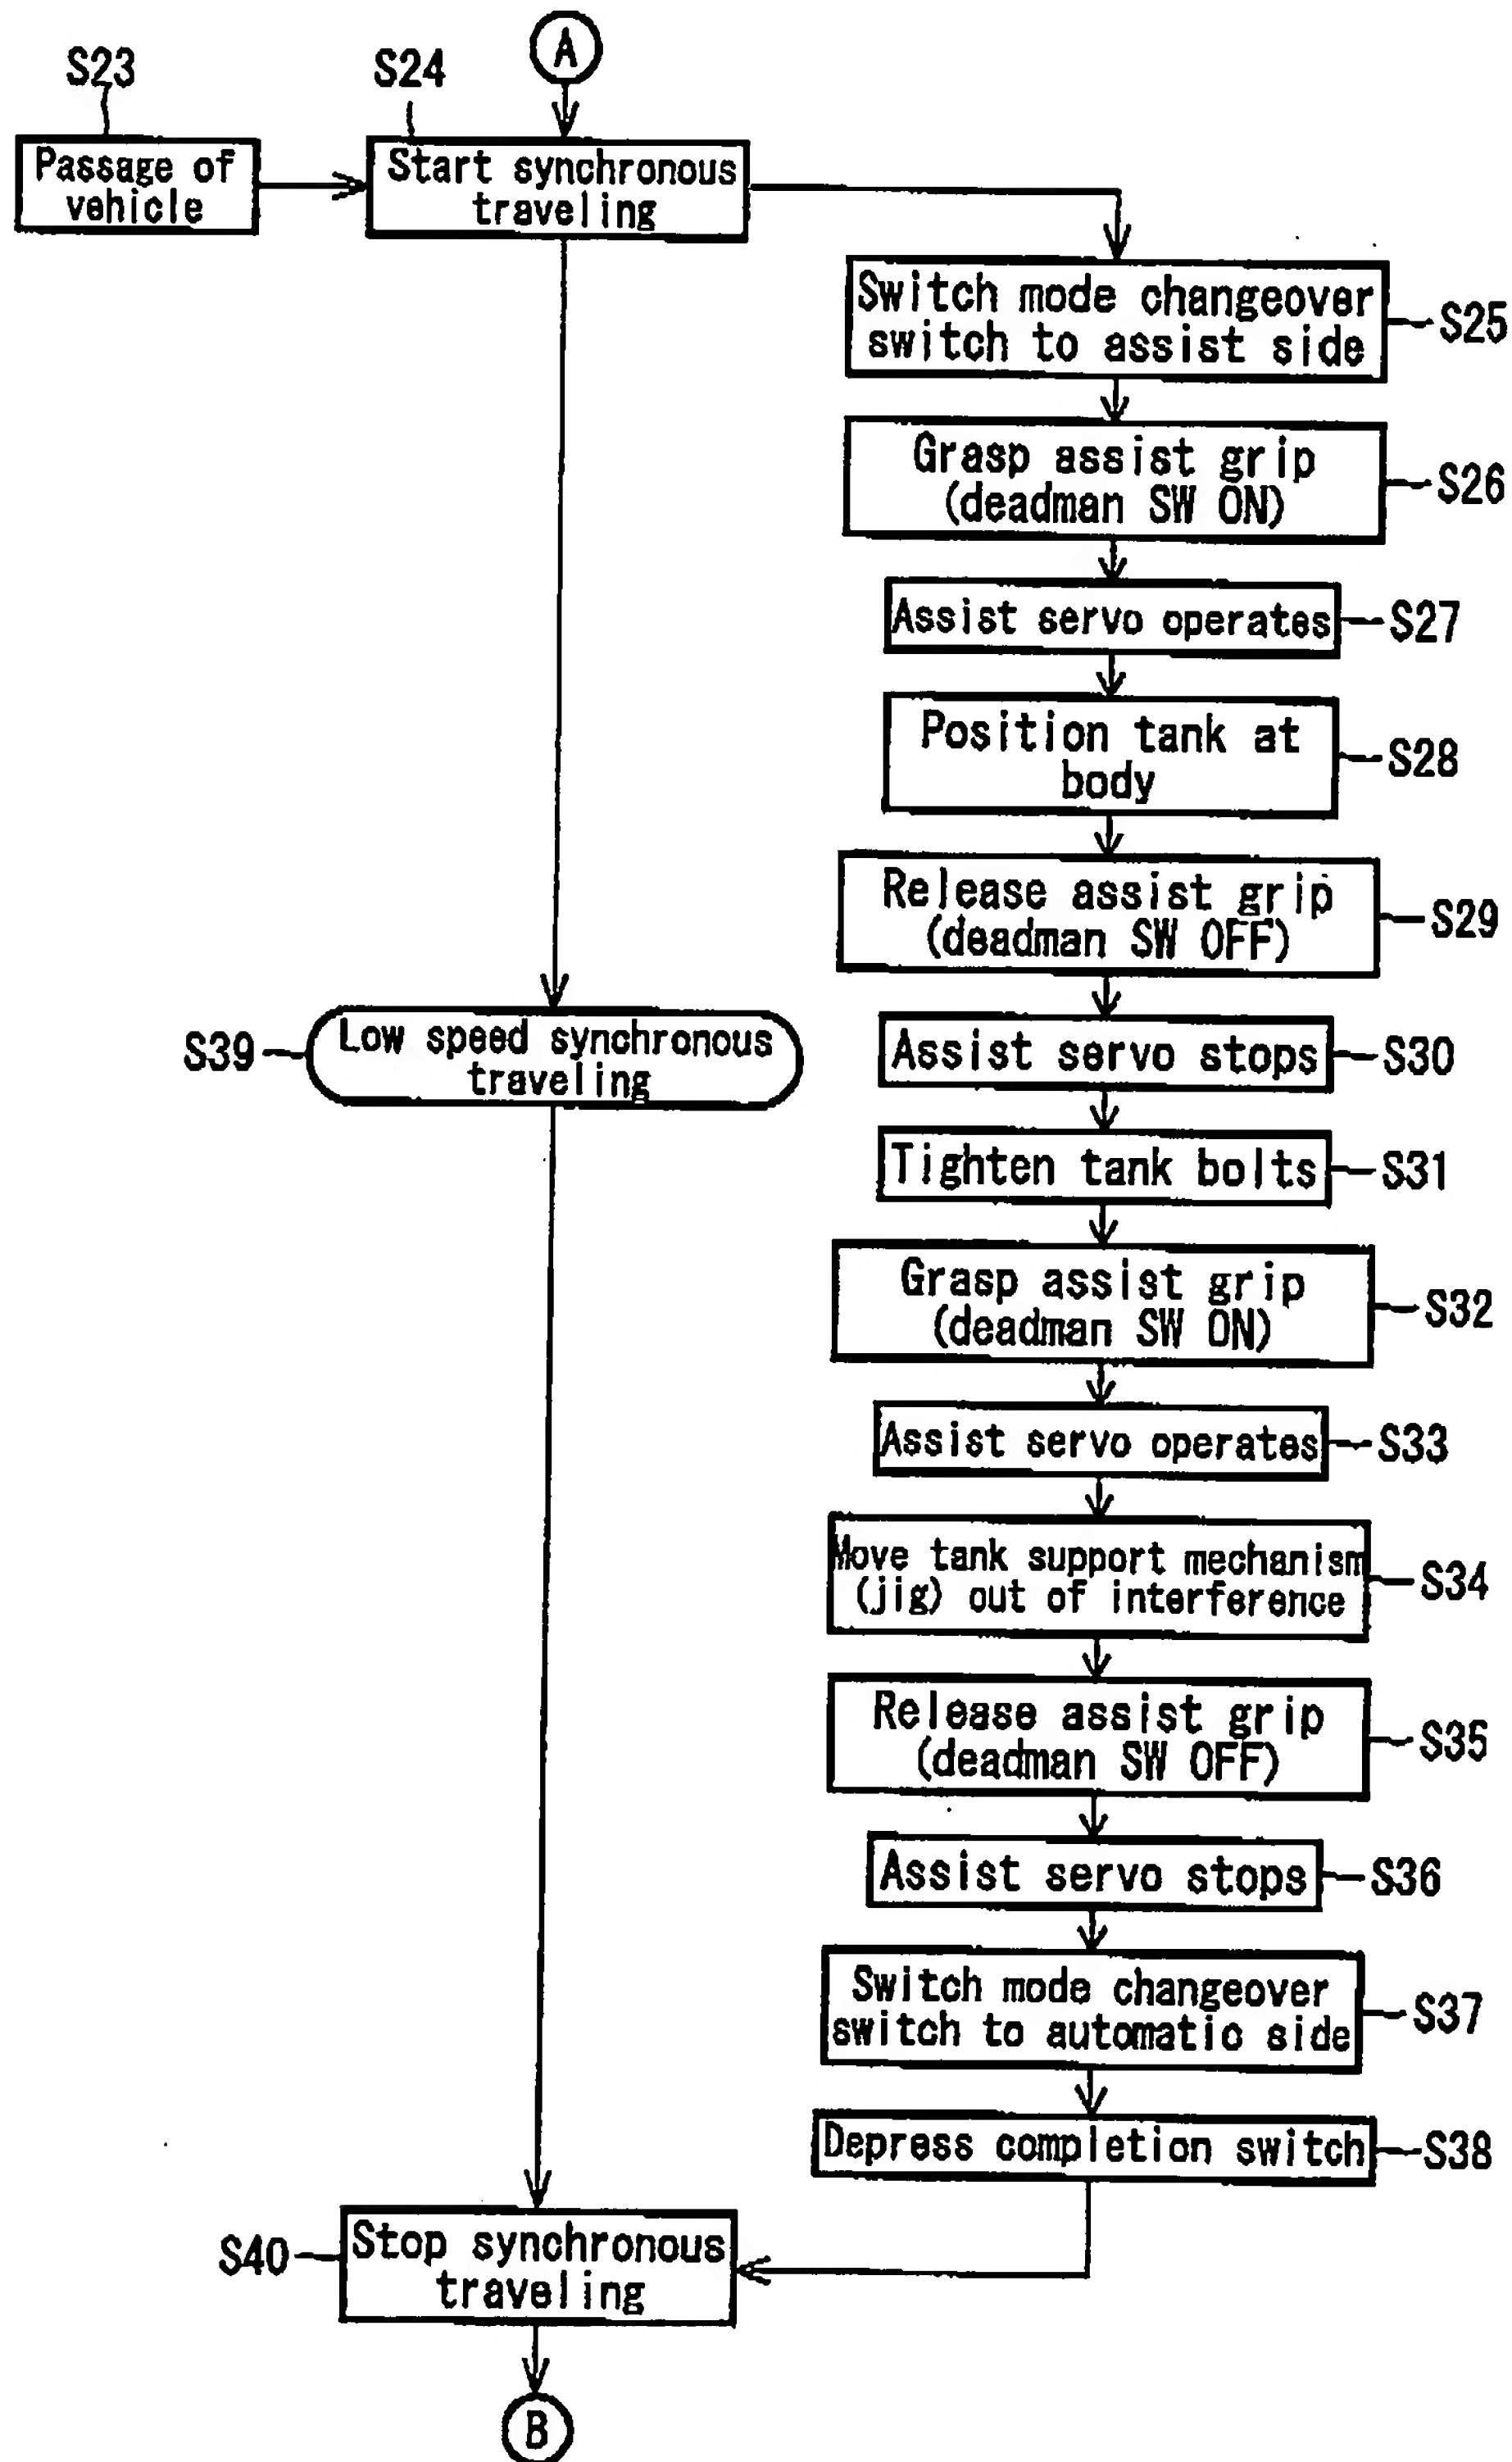 A
S23
S24
Passage of
vehicle
Start synchronous
traveling
Switch mode changeover
switch to assist side
S25
Grasp assist grip
(deadman SW ON)
S26
Assist servo operates
S27
Position tank at
body
S28
Release assist grip
(deadman SW OFF)
S29
S39
Low speed synchronous
traveling
Assist servo stops
S30
Tighten tank bolts
S31
Grasp assist grip
(deadman SW ON)
S32
Assist servo operates
S33
Move tank support mechanism
(jig) out of interference
S34
Release assist grip
(deadman SW OFF)
S35
Assist servo stops
S36
Switch mode changeover
switch to automatic side
S37
Depress completion switch
S38
S40
Stop synchronous
traveling
B